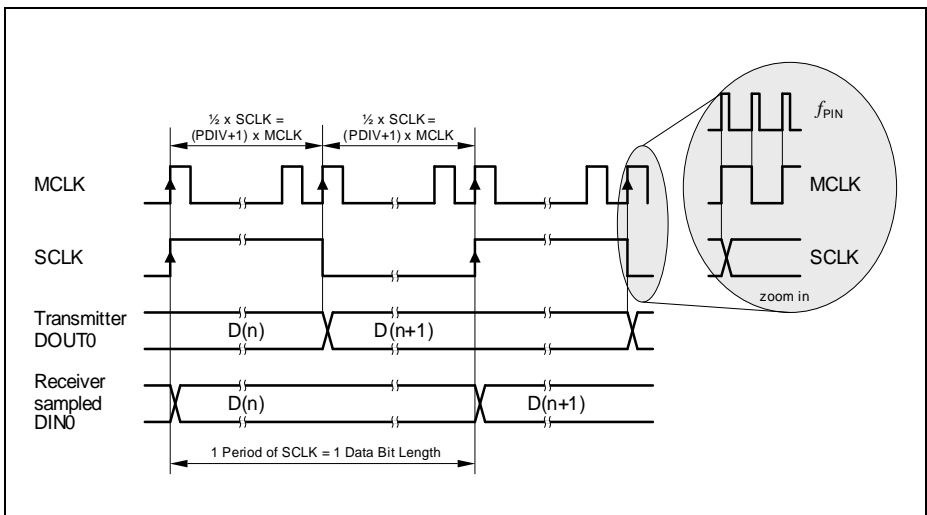 ½ x SCLK =
(PDIV+1) x MCLK
½ x SCLK =
(PDIV+1) x MCLK
MCLK
SCLK
Transmitter
DOUT0
D(n)
D(n+1)
Receiver
sampled
DIN0
D(n)
D(n+1)
1 Period of SCLK = 1 Data Bit Length
fPIN
MCLK
SCLK
zoom in